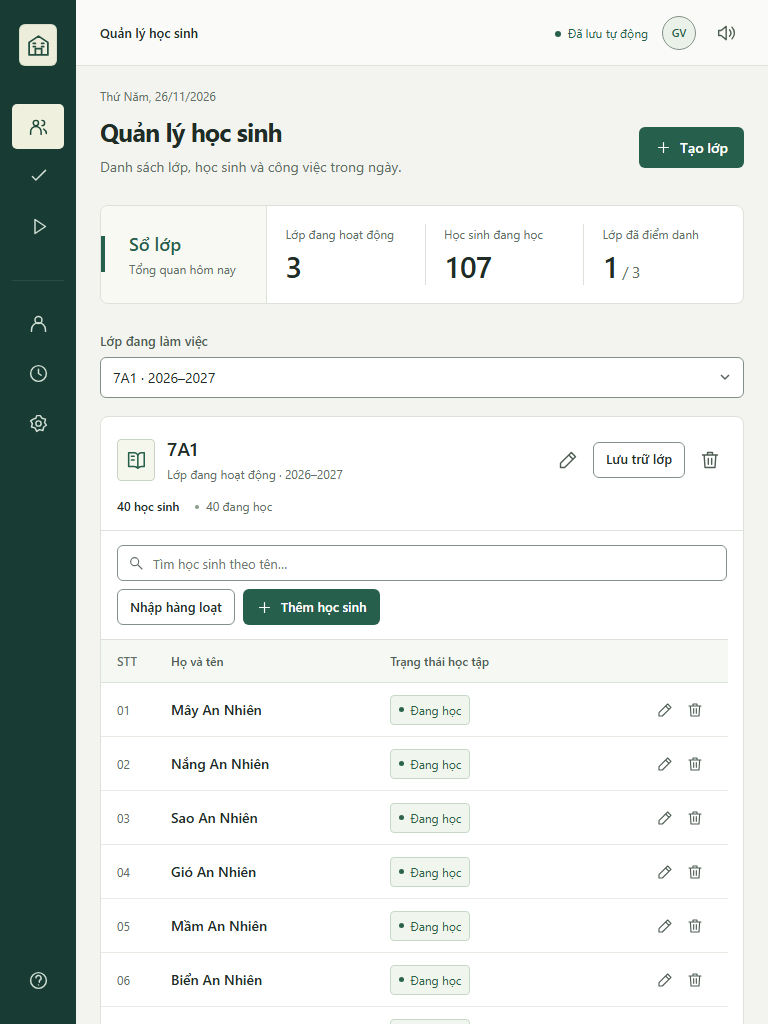 Quản lý học sinh
Đã lưu tự động
GV
Thứ Năm, 26/11/2026
Quản lý học sinh
Danh sách lớp, học sinh và công việc trong ngày.
Tạo lớp
Sổ lớp
Tổng quan hôm nay
Lớp đang hoạt động
3
Học sinh đang học
107
Lớp đã điểm danh
1 / 3
Lớp đang làm việc
7A1 · 2026–2027
7A1
Lớp đang hoạt động · 2026–2027
Lưu trữ lớp
40 học sinh • 40 đang học
Tìm học sinh theo tên...
Nhập hàng loạt
Thêm học sinh
STT Họ và tên Trạng thái học tập
01 Mây An Nhiên Đang học
02 Nắng An Nhiên Đang học
03 Sao An Nhiên Đang học
04 Gió An Nhiên Đang học
05 Mầm An Nhiên Đang học
06 Biển An Nhiên Đang học